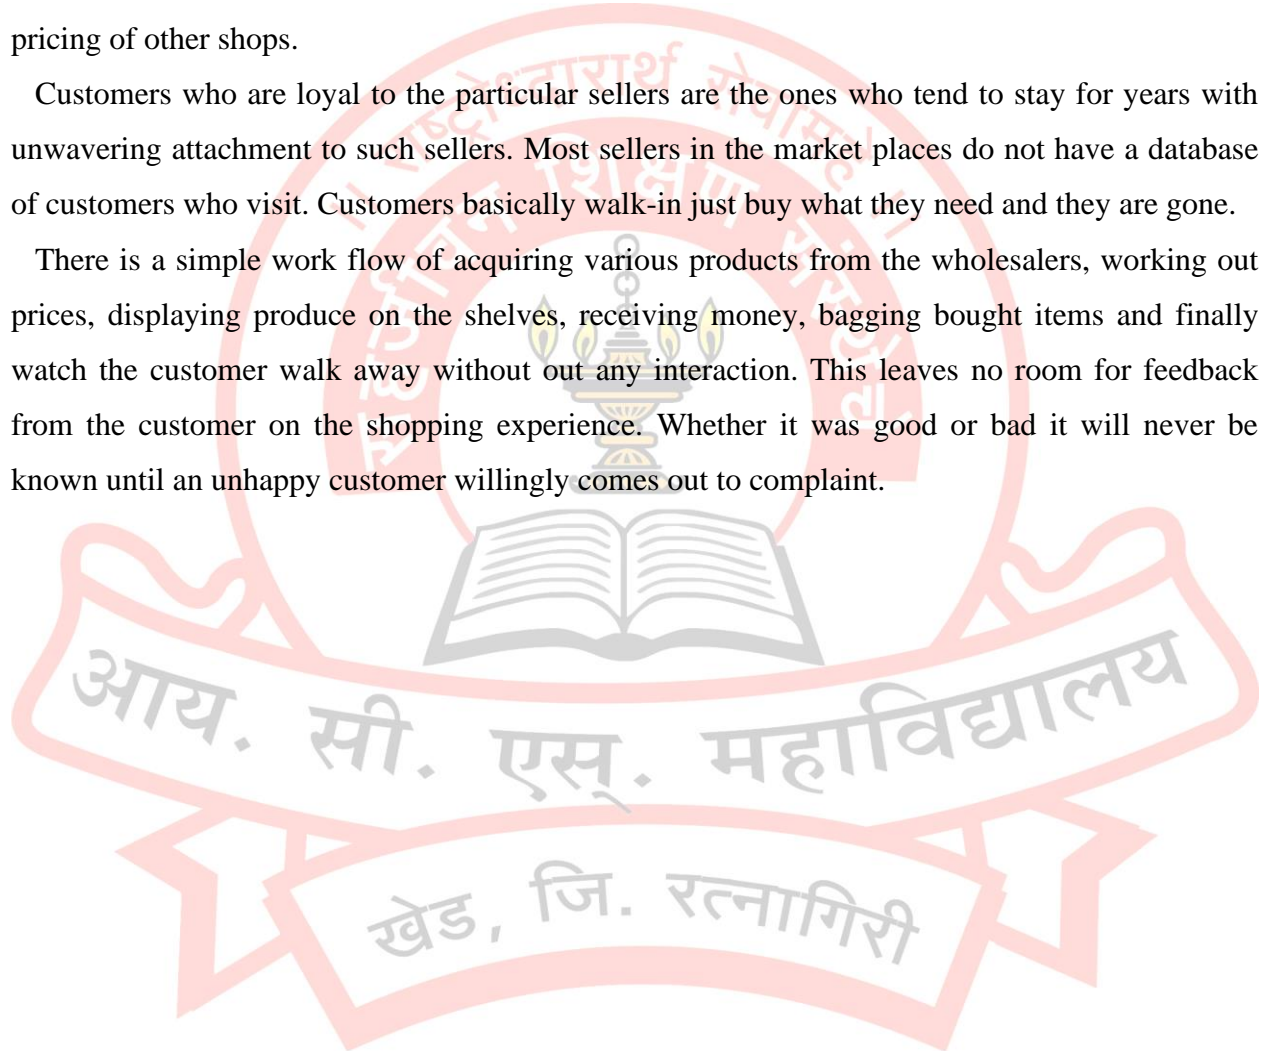 pricing of other shops.
Customers who are loyal to the particular sellers are the ones who tend to stay for years with
unwavering attachment to such sellers. Most sellers in the market places do not have a database
of customers who visit. Customers basically walk-in just buy what they need and they are gone.
There is a simple work flow of acquiring various products from the wholesalers, working out
prices, displaying produce on the shelves, receiving money, bagging bought items and finally
watch the customer walk away without out any interaction. This leaves no room for feedback
from the customer on the shopping experience. Whether it was good or bad it will never be
known until an unhappy customer willingly comes out to complaint.
सहजीवन शिक्षण संस्थेचे
आय. सी. एस्. महाविद्यालय
खेड, जि. रत्नागिरी